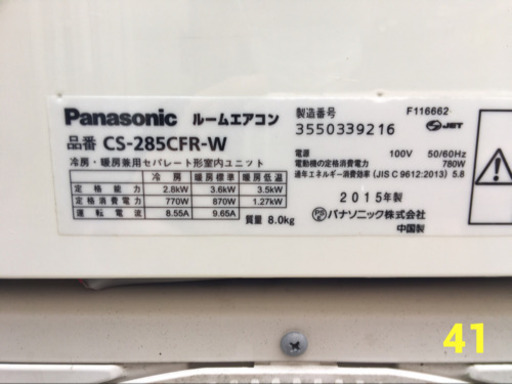 Panasonic ルームエアコン
品番 CS-285CFR-W
冷房・暖房兼用セパレート形室内ユニット
冷房 暖房標準 暖房低温
定格能力 2.8kW 3.6kW 3.5kW
定格消費電力 770W 870W 1.27kW
運転電流 8.55A 9.65A
質量 8.0kg
製造番号 F116662
3550339216 JET
電源 100V 50/60Hz
電動機の定格消費電力 780W
通年エネルギー消費効率 (JIS C 9612:2013) 5.8
2015年製
パナソニック株式会社
中国製
41